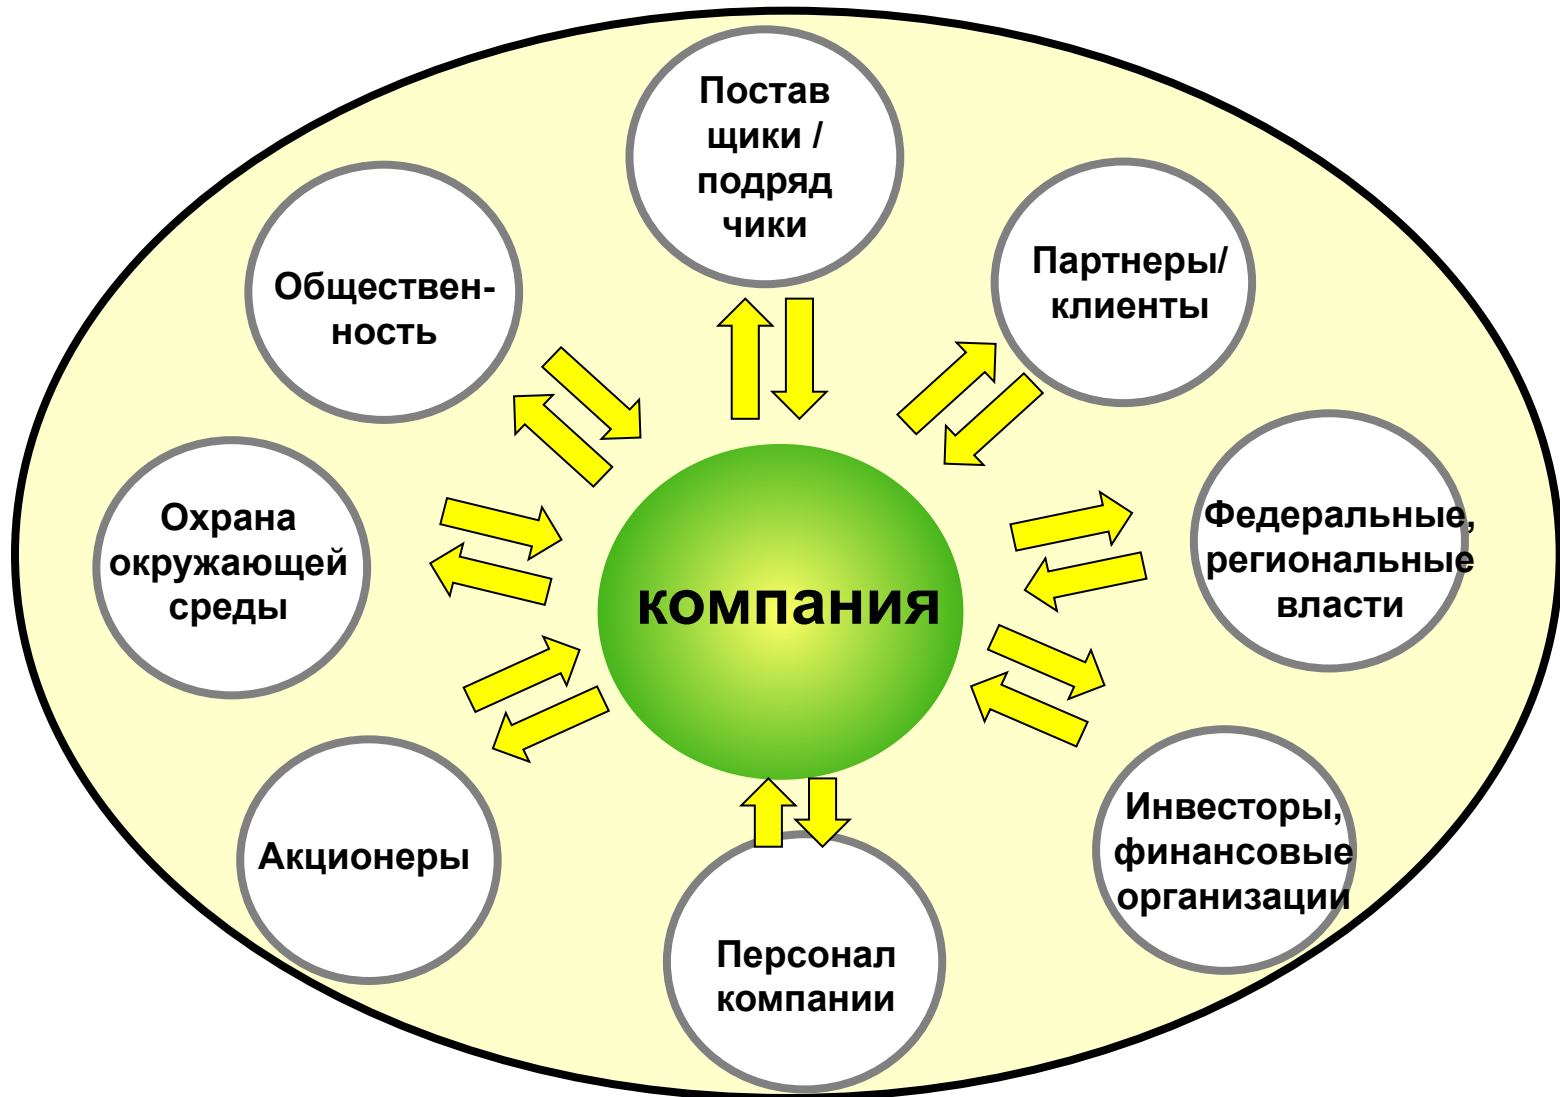 Постав
щики /
подряд
чики
Партнеры/
клиенты
Обществен-
ность
Федеральные,
региональные
власти
Охрана
окружающей
среды
компания
Инвесторы,
финансовые
организации
Акционеры
Персонал
компании